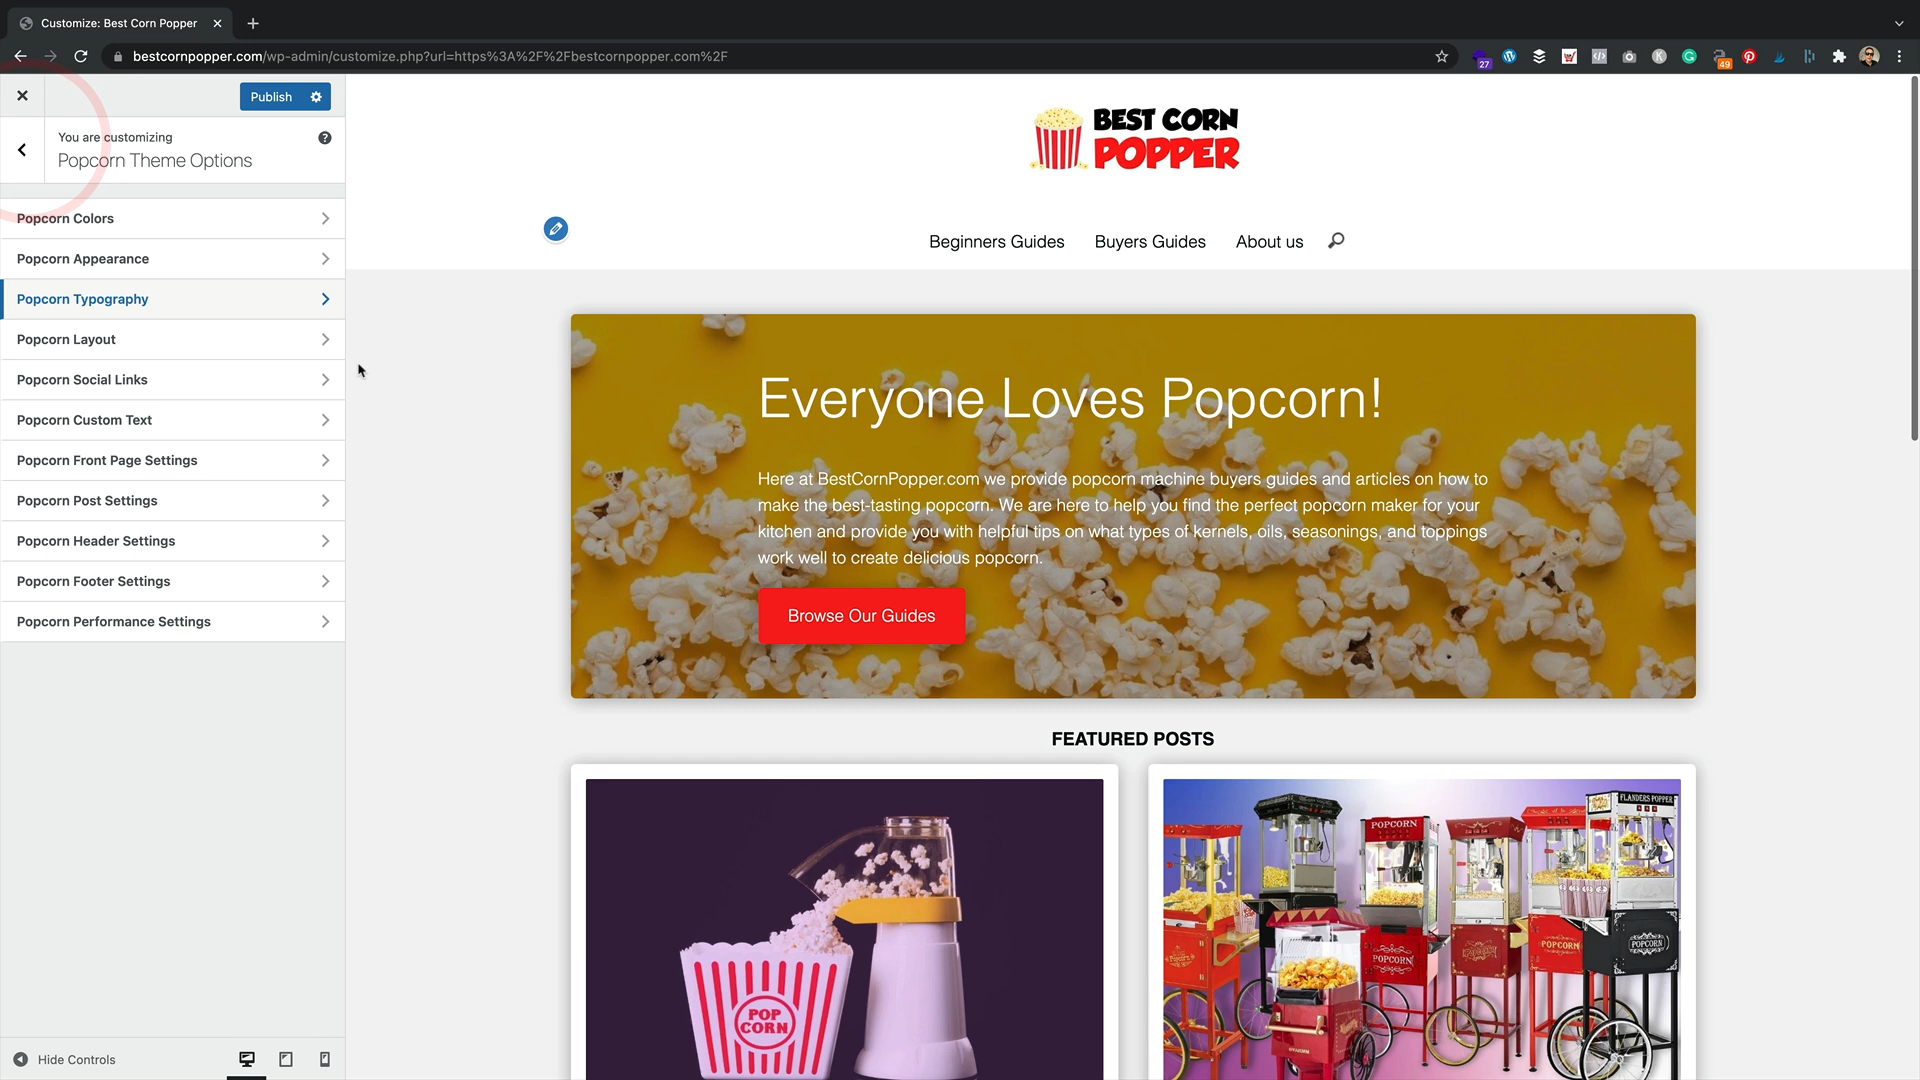 Customize: Best Corn Popper
bestcornpopper.com/wp-admin/customize.php?url=https%3A%2F%2Fbestcornpopper.com%2F
27
49
Publish
You are customizing
Popcorn Theme Options
Popcorn Colors
Popcorn Appearance
Popcorn Typography
Popcorn Layout
Popcorn Social Links
Popcorn Custom Text
Popcorn Front Page Settings
Popcorn Post Settings
Popcorn Header Settings
Popcorn Footer Settings
Popcorn Performance Settings
Hide Controls
BEST CORN
POPPER
Beginners Guides
Buyers Guides
About us
Everyone Loves Popcorn!
Here at BestCornPopper.com we provide popcorn machine buyers guides and articles on how to
make the best-tasting popcorn. We are here to help you find the perfect popcorn maker for your
kitchen and provide you with helpful tips on what types of kernels, oils, seasonings, and toppings
work well to create delicious popcorn.
Browse Our Guides
FEATURED POSTS
POP
CORN
POPCORN
FLANDERS POPPER
POPCORN
POPCORN
POPCORN